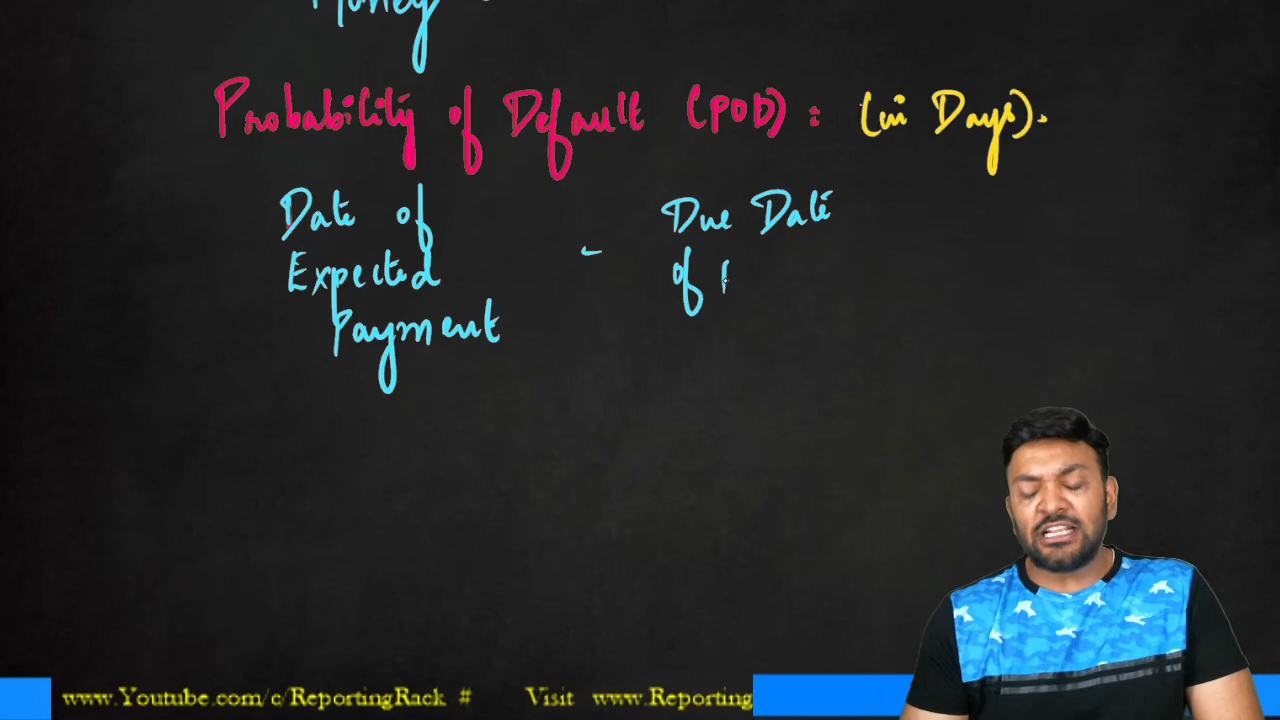 Money
Probability of Default (POD) : (in Days).
Date of Expected Payment - Due Date of
www.Youtube.com/c/ReportingRack # Visit www.Reporting